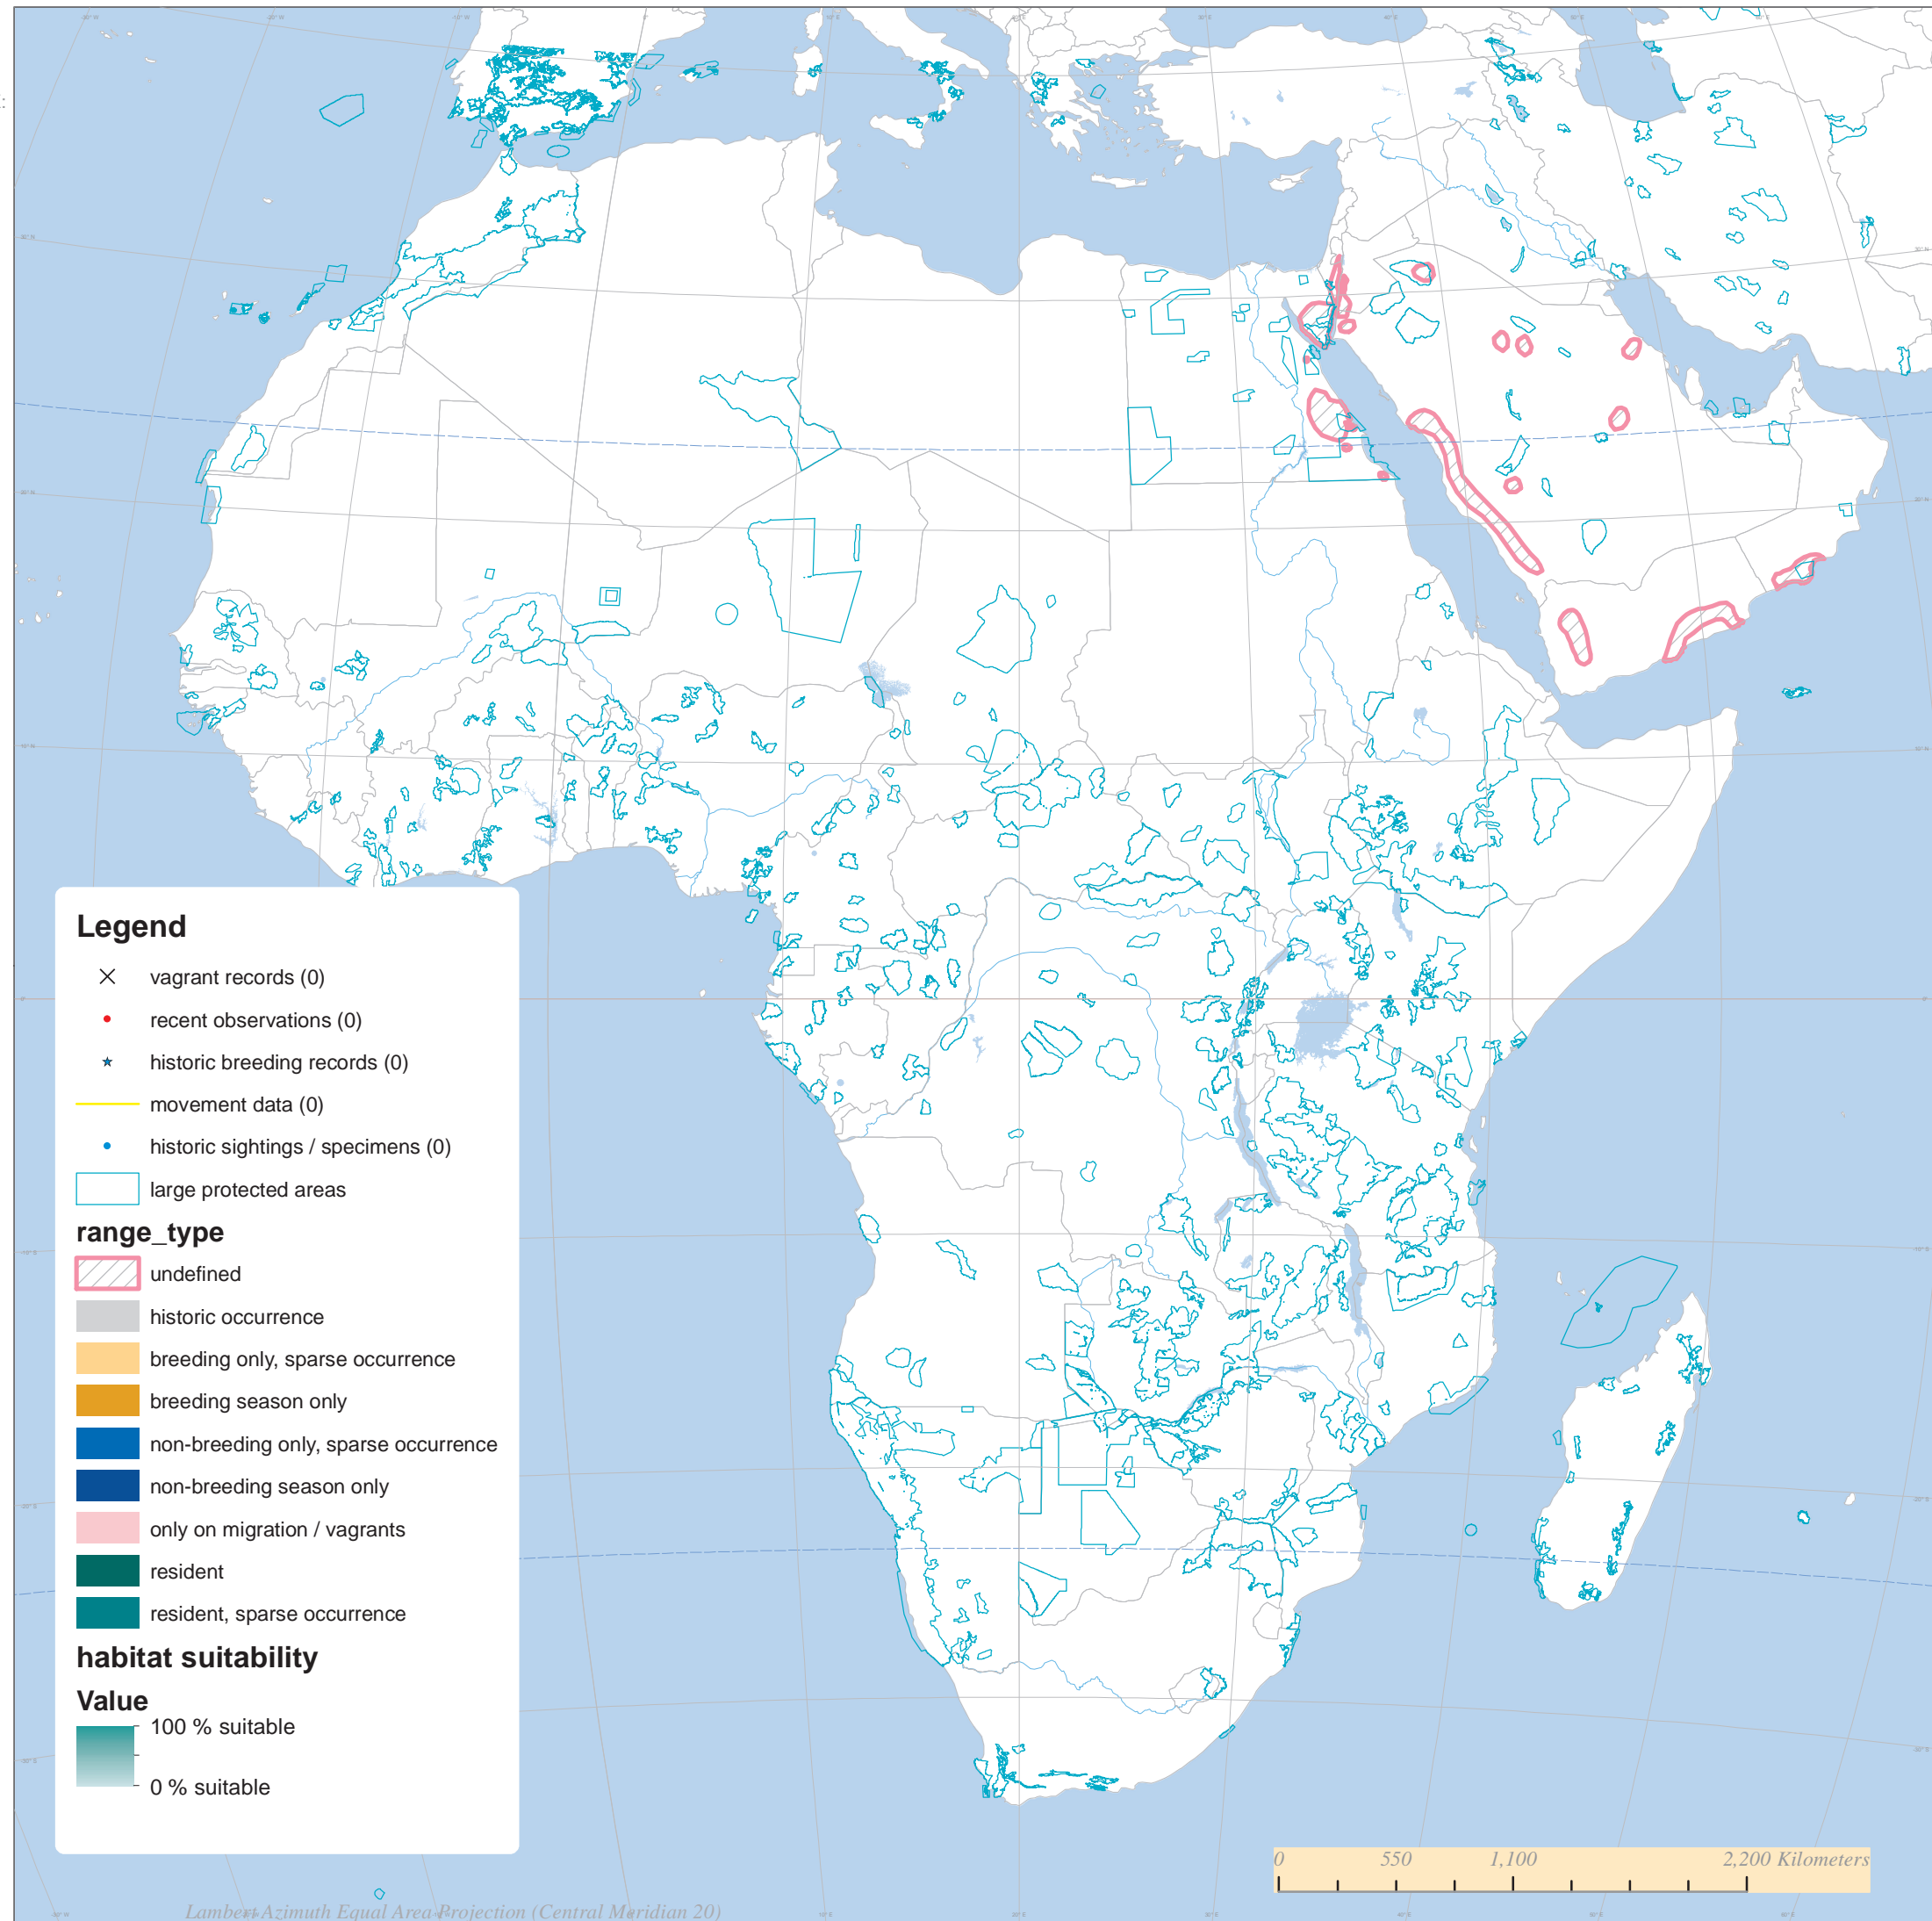 Legend
vagrant records (0)
recent observations (0)
historic breeding records (0)
movement data (0)
historic sightings / specimens (0)
large protected areas
range_type
undefined
historic occurrence
breeding only, sparse occurrence
breeding season only
non-breeding only, sparse occurrence
non-breeding season only
only on migration / vagrants
resident
resident, sparse occurrence
habitat suitability
Value
100 % suitable
0 % suitable
0 550 1,100 2,200 Kilometers
Lambert Azimuth Equal Area Projection (Central Meridian 20)